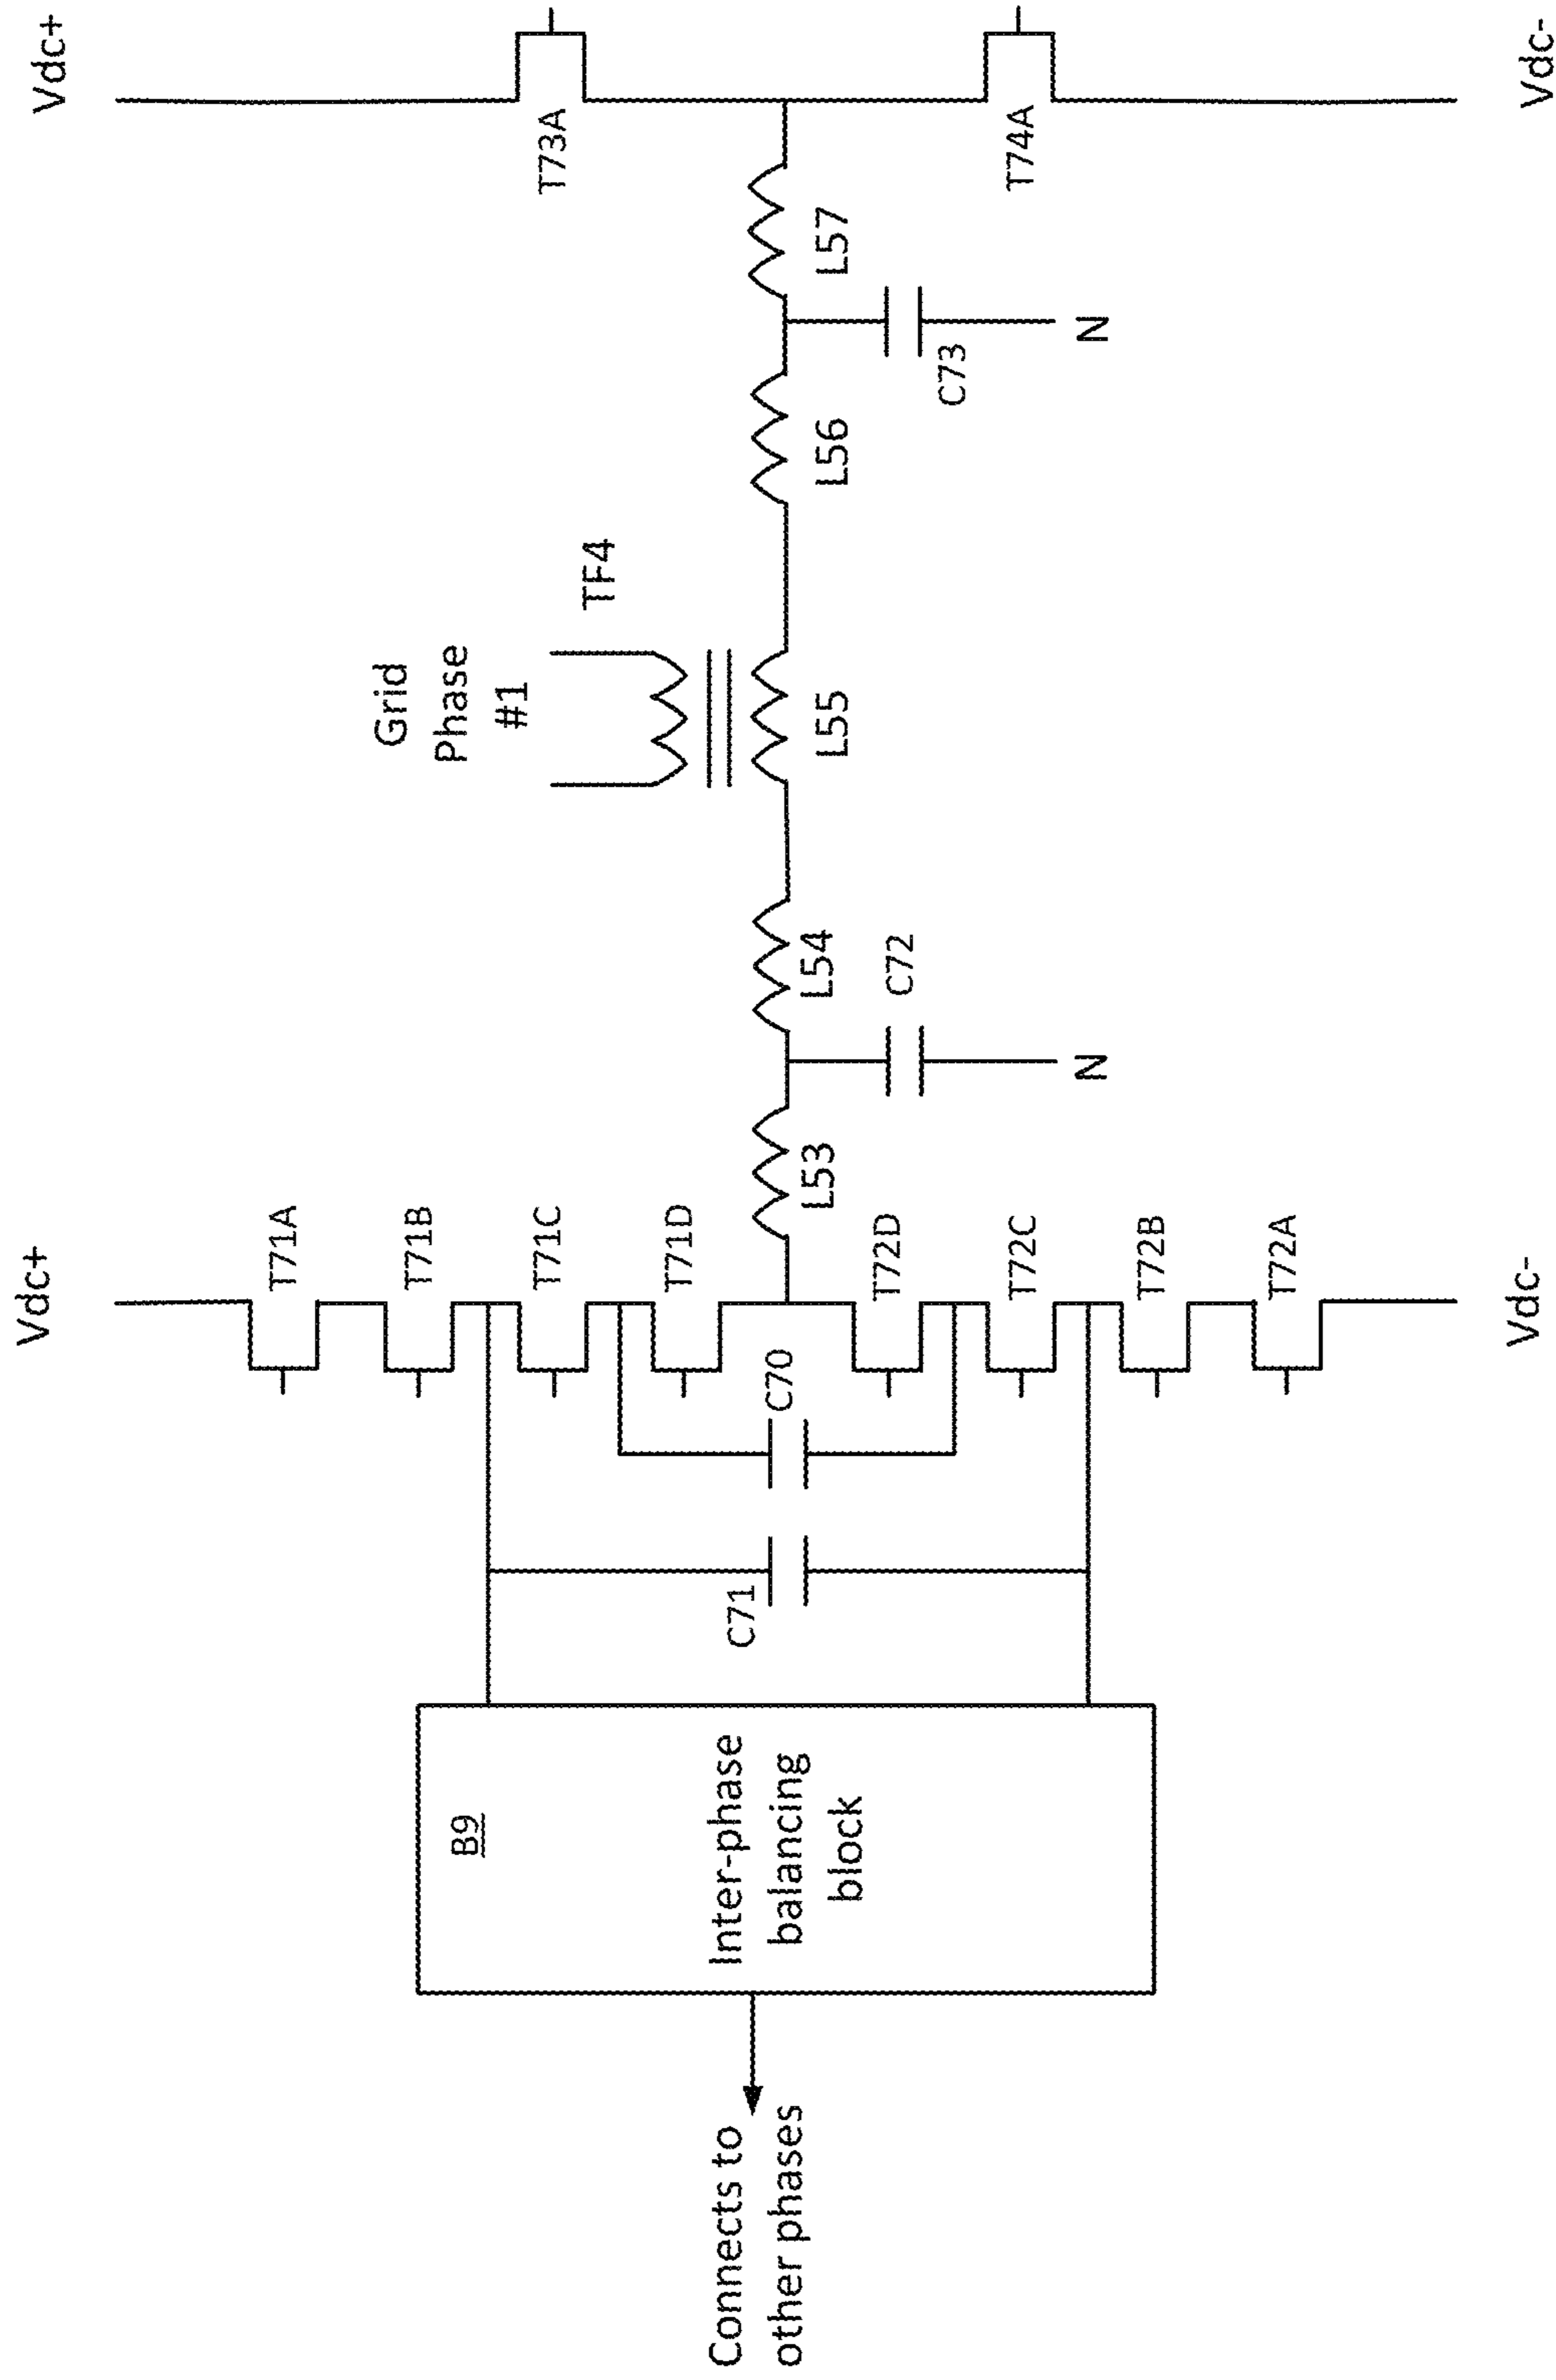 Vdc+
Vdc+
T71A
T71B
T71C
T71D
T72D
T72C
T72B
T72A
Vdc-
Vdc-
B9
Inter-phase
balancing
block
Connects to
other phases
C71
C70
L53
C72
N
L54
L55
Grid
Phase
#1
TF4
L56
C73
N
L57
T73A
T74A